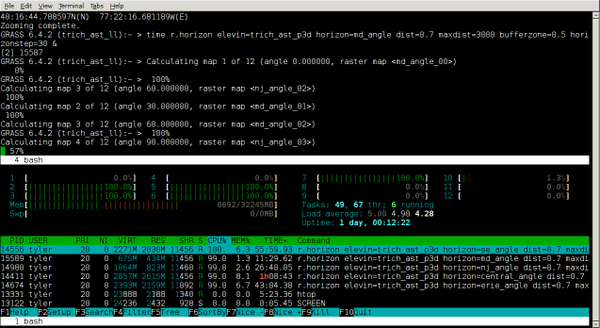 File Edit View Terminal Tabs Help
40:16:44.788597N(N) 77:22:16.681189W(E)
Zooming complete.
GRASS 6.4.2 (trich_ast_ll):~ > time r.horizon elevin=trich_ast_p3d horizon=md_angle dist=0.7 maxdist=3000 bufferzone=0.5 hori
zonstep=30 &
[2] 15587
GRASS 6.4.2 (trich_ast_ll):~ > Calculating map 1 of 12 (angle 0.000000, raster map <md_angle_00>)
0%
GRASS 6.4.2 (trich_ast_ll):~ > 100%
Calculating map 3 of 12 (angle 60.000000, raster map <nj_angle_02>)
100%
Calculating map 2 of 12 (angle 30.000000, raster map <md_angle_01>)
100%
Calculating map 3 of 12 (angle 60.000000, raster map <md_angle_02>)
GRASS 6.4.2 (trich_ast_ll):~ > 100%
Calculating map 4 of 12 (angle 90.000000, raster map <nj_angle_03>)
57%
4 bash
1 [ 0.0%] 4 [ 0.0%] 7 [ 100.0%] 10 [ 1.3%]
2 [ 100.0%] 5 [ 100.0%] 8 [ 0.0%] 11 [ 0.0%]
3 [ 100.0%] 6 [ 100.0%] 9 [ 0.0%] 12 [ 0.0%]
Mem[ 8692/32245MB] Tasks: 49, 67 thr; 6 running
Swp[ 0/0MB] Load average: 5.00 4.90 4.28
Uptime: 1 day, 00:12:22
PID USER PRI NI VIRT RES SHR S CPU% MEM% TIME+ Command
14556 tyler 20 0 2271M 2030M 11456 R 100. 6.3 55:59.93 r.horizon elevin=trich_ast_p3d horizon=se_angle dist=0.7 maxdi
15589 tyler 20 0 675M 434M 11456 R 99.0 1.3 11:29.62 r.horizon elevin=trich_ast_p3d horizon=md_angle dist=0.7 maxdi
14980 tyler 20 0 1064M 823M 11460 R 99.0 2.6 26:40.05 r.horizon elevin=trich_ast_p3d horizon=nj_angle dist=0.7 maxdi
14411 tyler 20 0 2857M 2615M 11456 R 99.0 8.1 1h08:43 r.horizon elevin=trich_ast_p3d horizon=central_angle dist=0.7
14674 tyler 20 0 2393M 2159M 11092 R 99.0 6.7 43:04.38 r.horizon elevin=trich_ast_p3d horizon=erie_angle dist=0.7 max
13331 tyler 20 0 23888 2188 1340 R 0.0 0.0 5:23.36 htop
13122 tyler 20 0 24236 2432 928 S 0.0 0.0 0:05.45 SCREEN
F1Help F2Setup F3Search F4Filter F5Tree F6SortBy F7Nice - F8Nice + F9Kill F10Quit
1 bash